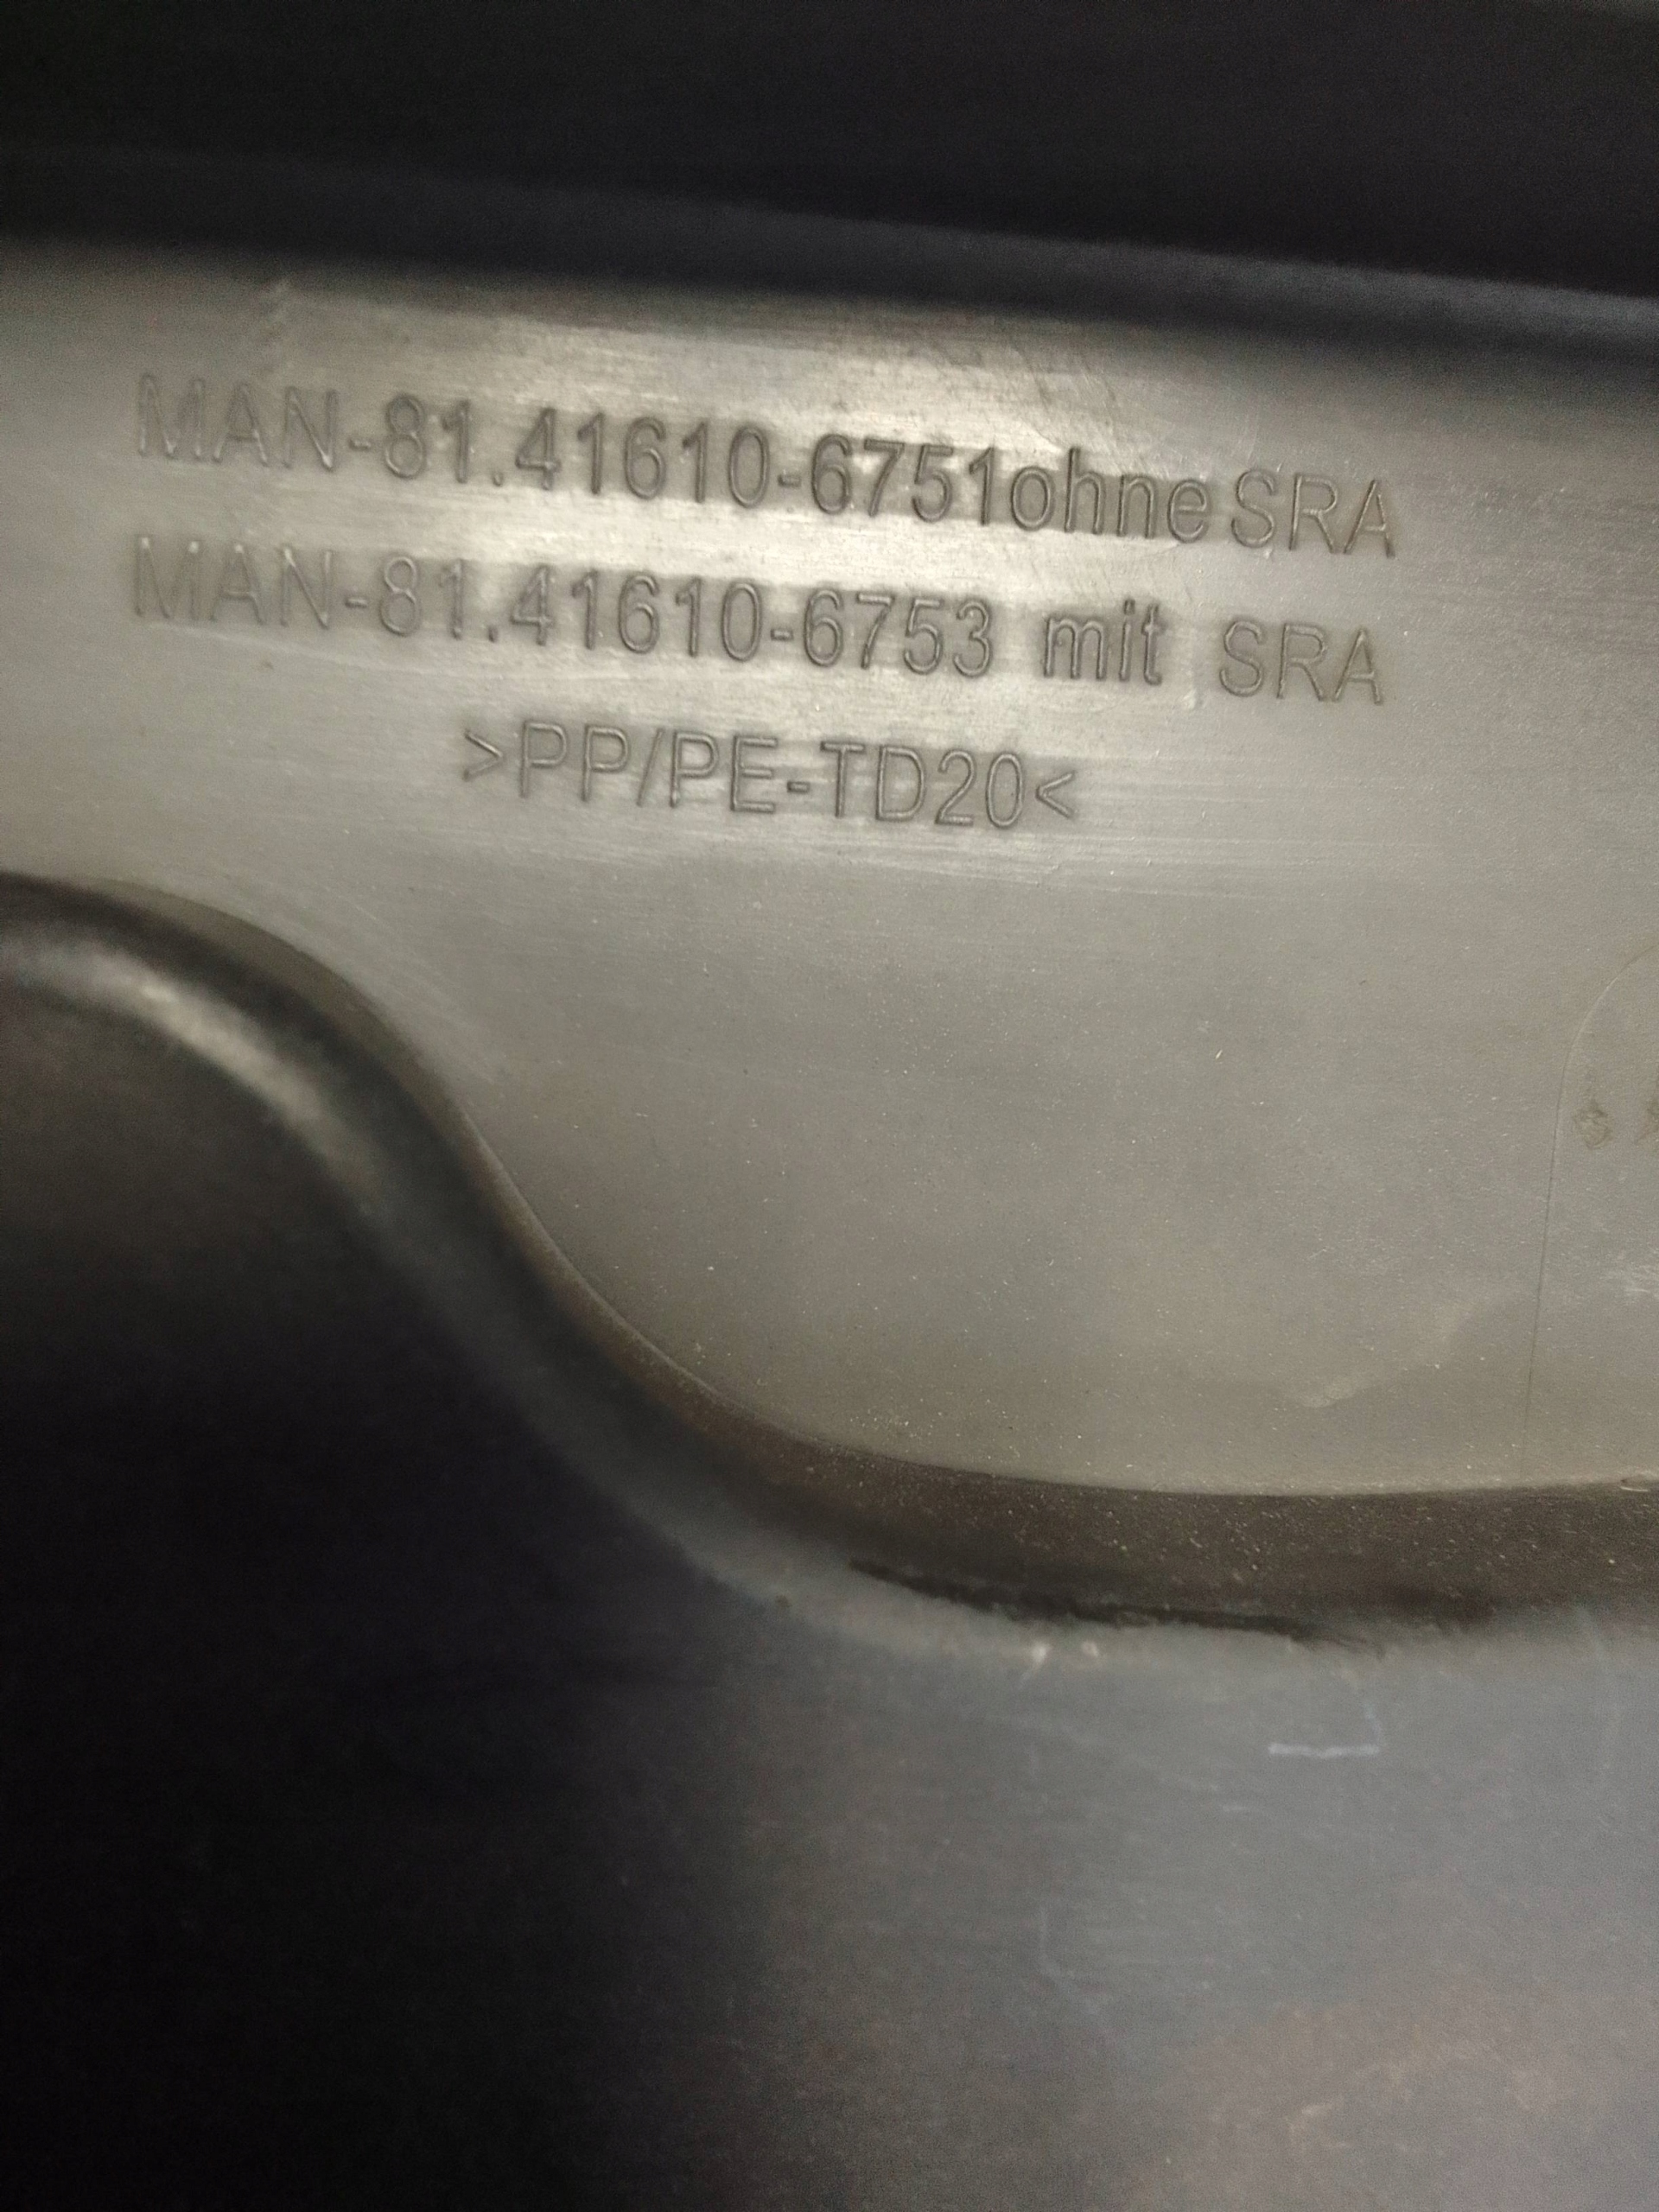 MAN-81.41610-6751ohne SRA
MAN-81.41610-6753 mit SRA
>PP/PE-TD20<